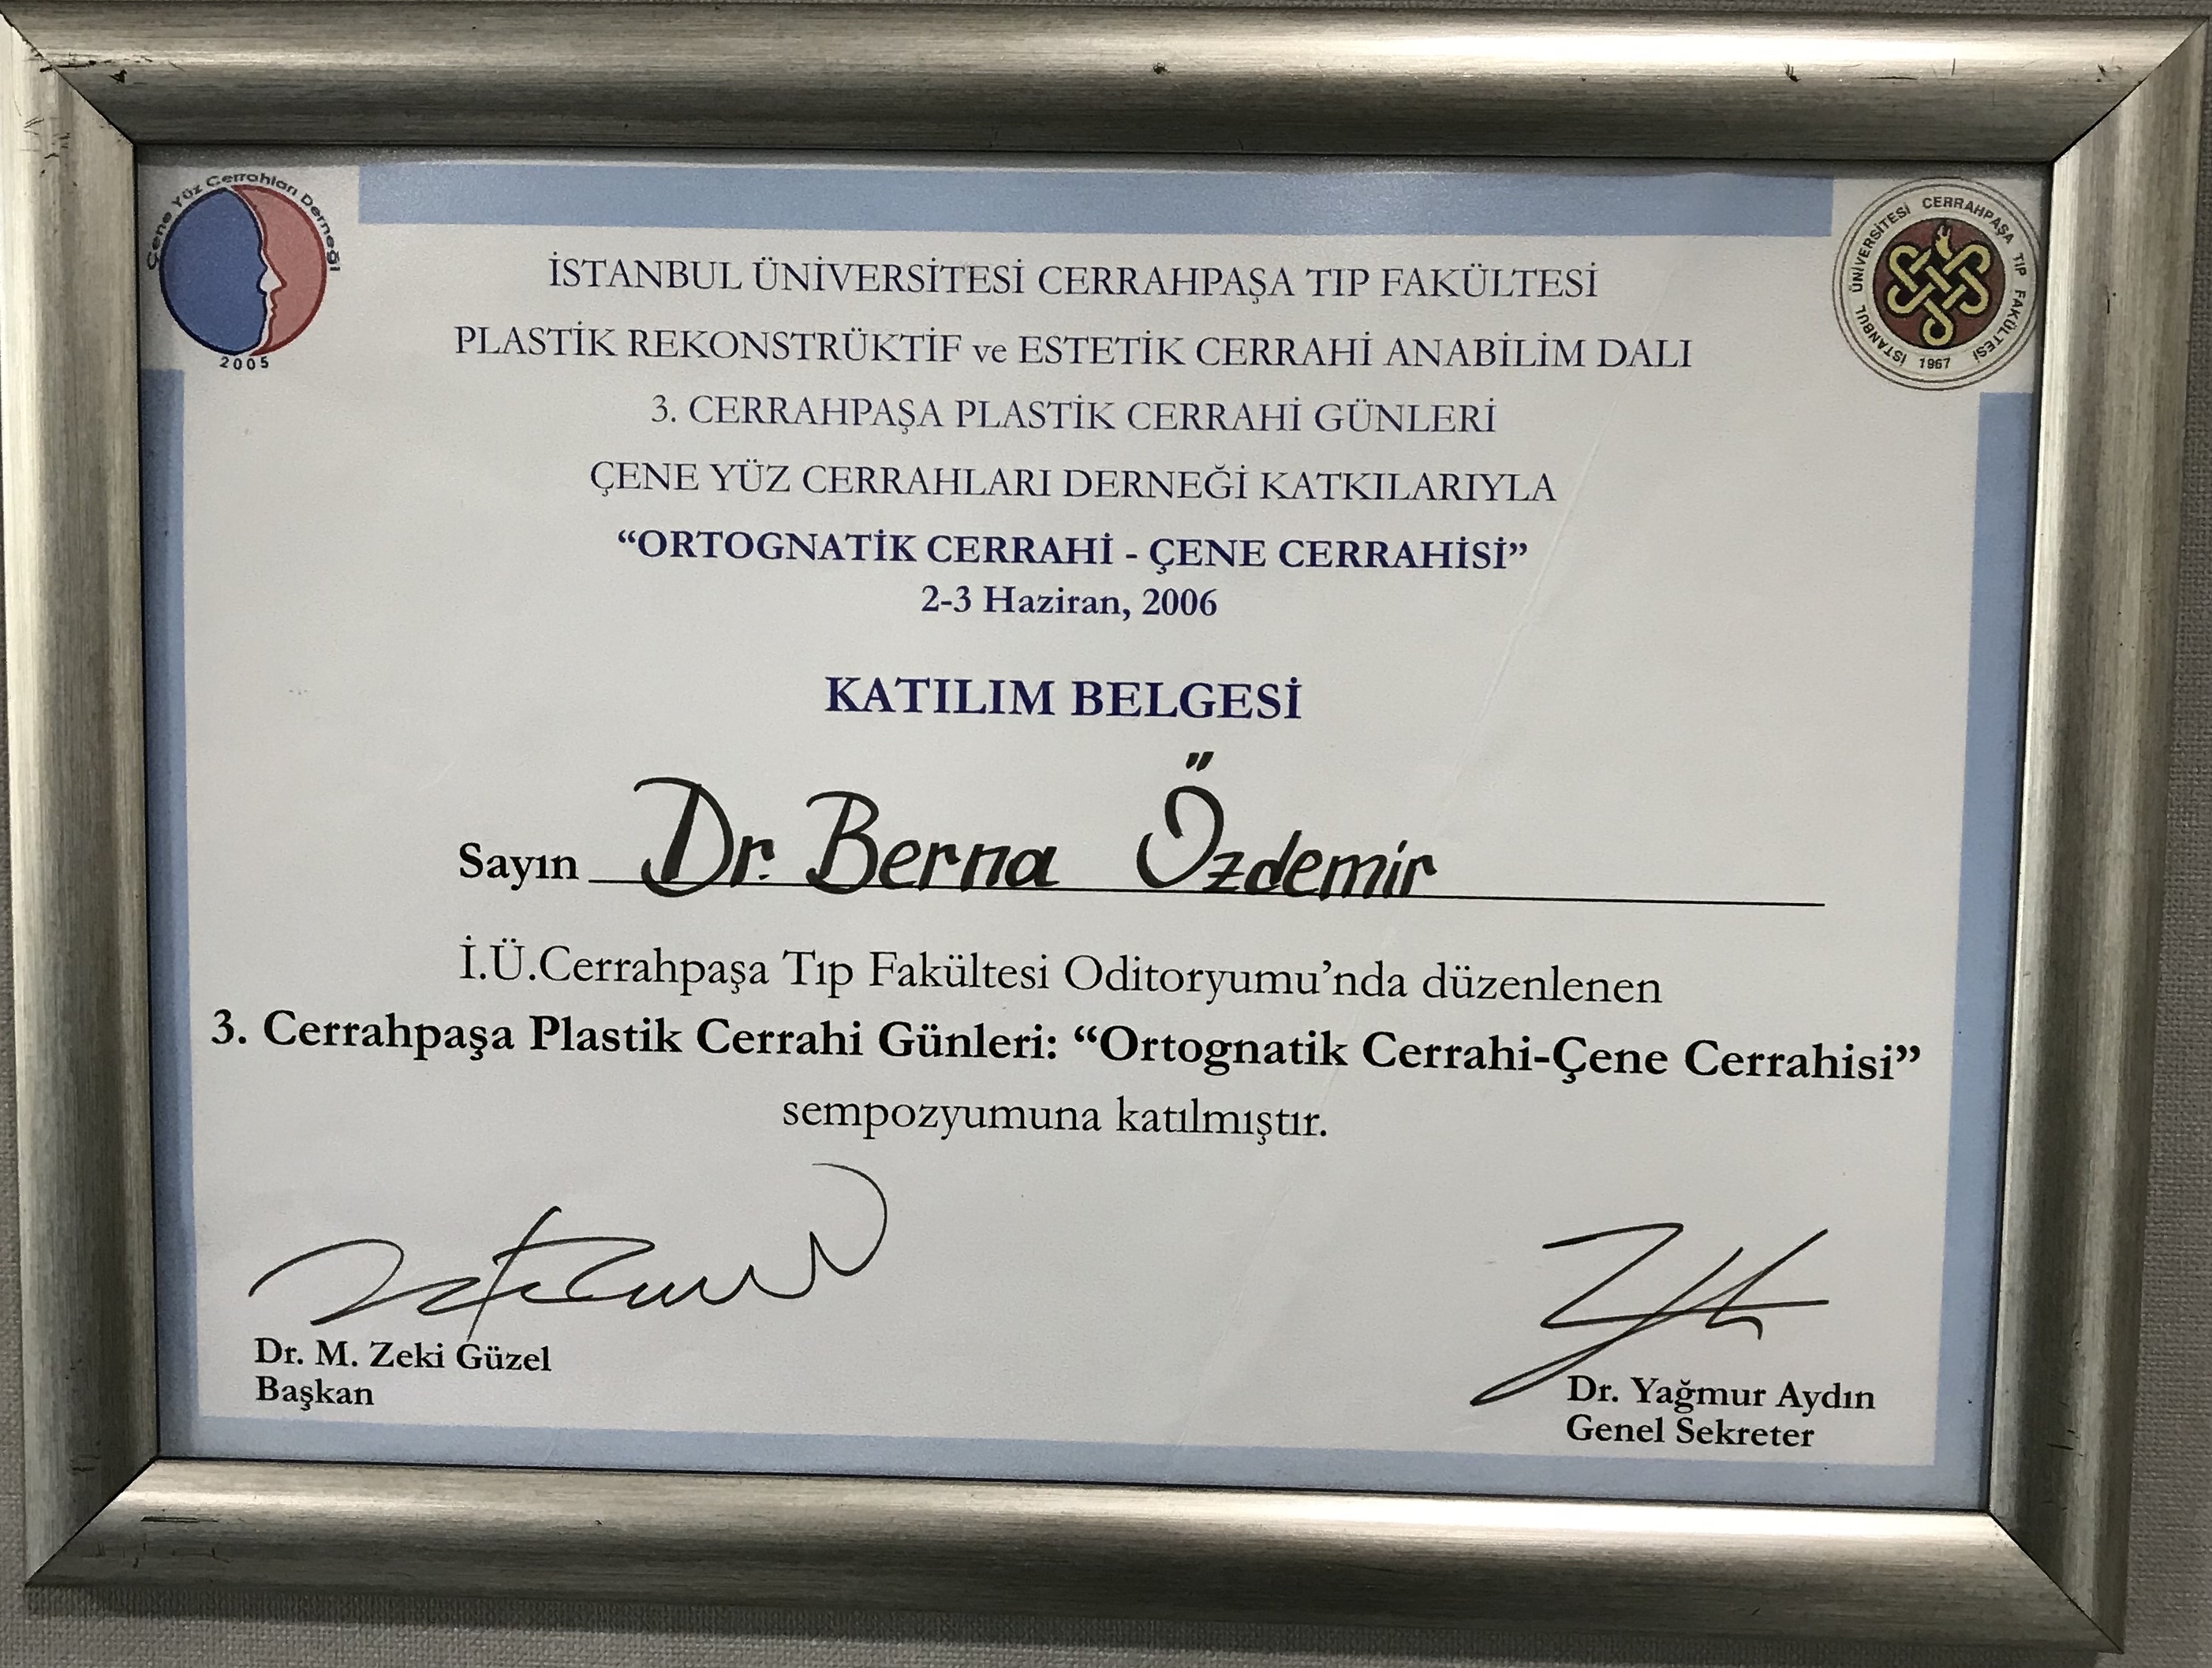 Çene Yüz Cerrahları Derneği
2005
İSTANBUL ÜNİVERSİTESİ CERRAHPAŞA TIP FAKÜLTESİ
1967
İSTANBUL ÜNİVERSİTESİ CERRAHPAŞA TIP FAKÜLTESİ
PLASTİK REKONSTRÜKTİF ve ESTETİK CERRAHİ ANABİLİM DALI
3. CERRAHPAŞA PLASTİK CERRAHİ GÜNLERİ
ÇENE YÜZ CERRAHLARI DERNEĞİ KATKILARIYLA
“ORTOGNATİK CERRAHİ - ÇENE CERRAHİSİ”
2-3 Haziran, 2006
KATILIM BELGESİ
Sayın Dr. Berna Özdemir
İ.Ü.Cerrahpaşa Tıp Fakültesi Oditoryumu’nda düzenlenen
3. Cerrahpaşa Plastik Cerrahi Günleri: “Ortognatik Cerrahi-Çene Cerrahisi”
sempozyumuna katılmıştır.
Dr. M. Zeki Güzel
Başkan
Dr. Yağmur Aydın
Genel Sekreter